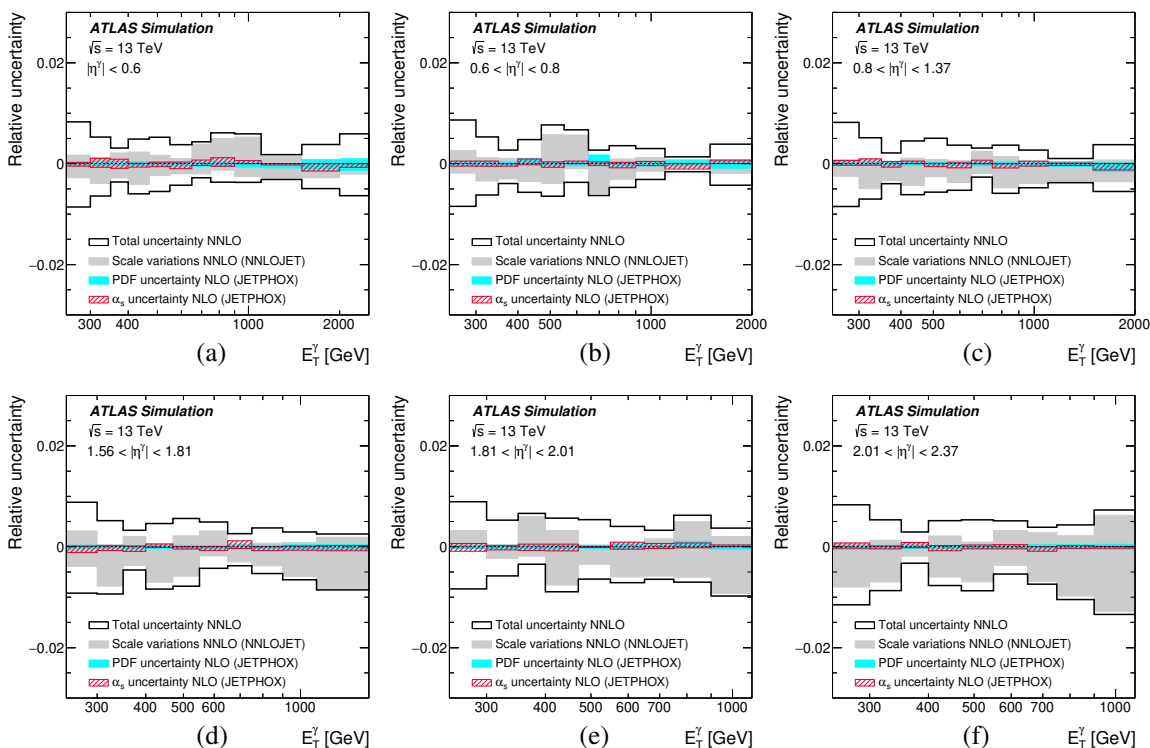 Relative uncertainty
0.02
0
−0.02
ATLAS Simulation
√s = 13 TeV
|η^γ| < 0.6
Total uncertainty NNLO
Scale variations NNLO (NNLOJET)
PDF uncertainty NLO (JETPHOX)
α_s uncertainty NLO (JETPHOX)
300 400 1000 2000
E_T^γ [GeV]
(a)
Relative uncertainty
0.02
0
−0.02
ATLAS Simulation
√s = 13 TeV
0.6 < |η^γ| < 0.8
Total uncertainty NNLO
Scale variations NNLO (NNLOJET)
PDF uncertainty NLO (JETPHOX)
α_s uncertainty NLO (JETPHOX)
300 400 500 1000 2000
E_T^γ [GeV]
(b)
Relative uncertainty
0.02
0
−0.02
ATLAS Simulation
√s = 13 TeV
0.8 < |η^γ| < 1.37
Total uncertainty NNLO
Scale variations NNLO (NNLOJET)
PDF uncertainty NLO (JETPHOX)
α_s uncertainty NLO (JETPHOX)
300 400 500 1000 2000
E_T^γ [GeV]
(c)
Relative uncertainty
0.02
0
−0.02
ATLAS Simulation
√s = 13 TeV
1.56 < |η^γ| < 1.81
Total uncertainty NNLO
Scale variations NNLO (NNLOJET)
PDF uncertainty NLO (JETPHOX)
α_s uncertainty NLO (JETPHOX)
300 400 500 600 1000
E_T^γ [GeV]
(d)
Relative uncertainty
0.02
0
−0.02
ATLAS Simulation
√s = 13 TeV
1.81 < |η^γ| < 2.01
Total uncertainty NNLO
Scale variations NNLO (NNLOJET)
PDF uncertainty NLO (JETPHOX)
α_s uncertainty NLO (JETPHOX)
300 400 500 600 700 1000
E_T^γ [GeV]
(e)
Relative uncertainty
0.02
0
−0.02
ATLAS Simulation
√s = 13 TeV
2.01 < |η^γ| < 2.37
Total uncertainty NNLO
Scale variations NNLO (NNLOJET)
PDF uncertainty NLO (JETPHOX)
α_s uncertainty NLO (JETPHOX)
300 400 500 600 700 1000
E_T^γ [GeV]
(f)